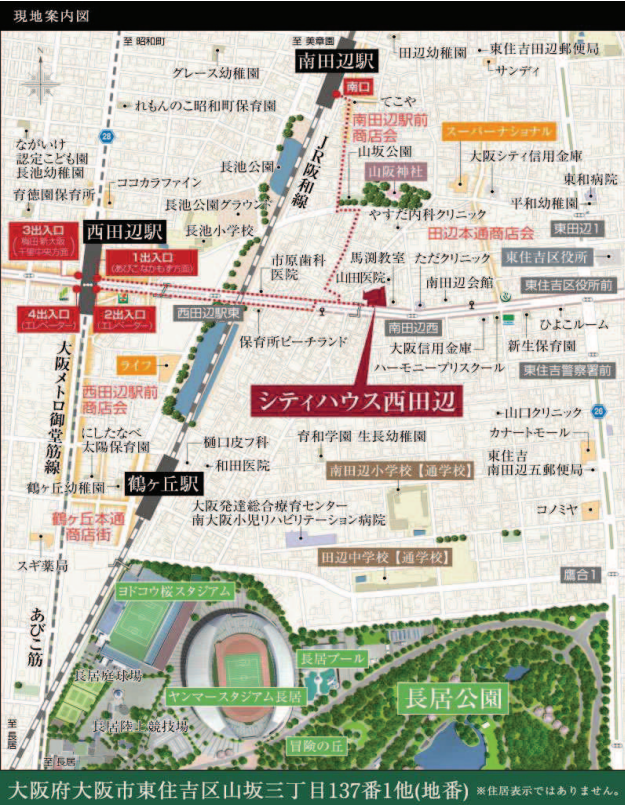 現地案内図
至 昭和町
至 美章園
南田辺駅
田辺幼稚園
東住吉田辺郵便局
サンディ
グレース幼稚園
南口
てこや
れもんのこ昭和町保育園
南田辺駅前
商店会
スーパーナショナル
26
ながいけ
認定こども園
長池幼稚園
JR阪和線
山坂公園
大阪シティ信用金庫
長池公園
山阪神社
東和病院
育徳園保育所
ココカラファイン
平和幼稚園
長池公園グラウンド
やすだ内科クリニック
東田辺1
3出入口
西田辺駅
長池小学校
田辺本通商店会
1出入口
(あびこなかもず方面)
市原歯科
医院
馬渕教室
ただクリニック
東住吉区役所
山田医院
南田辺会館
東住吉区役所前
4出入口
(エレベーター)
2出入口
(エレベーター)
西田辺駅東
南田辺西
ひよこルーム
保育所ピーチランド
大阪信用金庫
新生保育園
大阪メトロ御堂筋線
ライフ
ハーモニープリスクール
東住吉警察署前
西田辺駅前
商店会
シティハウス西田辺
山口クリニック
26
にしたなべ
太陽保育園
樋口皮フ科
育和学園 生長幼稚園
カナートモール
和田医院
南田辺小学校【通学校】
東住吉
南田辺五郵便局
鶴ヶ丘幼稚園
鶴ヶ丘駅
大阪発達総合療育センター
南大阪小児リハビリテーション病院
コノミヤ
鶴ヶ丘本通
商店街
田辺中学校【通学校】
スギ薬局
鷹合1
ヨドコウ桜スタジアム
あびこ筋
長居プール
長居庭球場
ヤンマースタジアム長居
長居公園
長居陸上競技場
至 長居
冒険の丘
至 長居
大阪府大阪市東住吉区山坂三丁目137番1他(地番) ※住居表示ではありません。